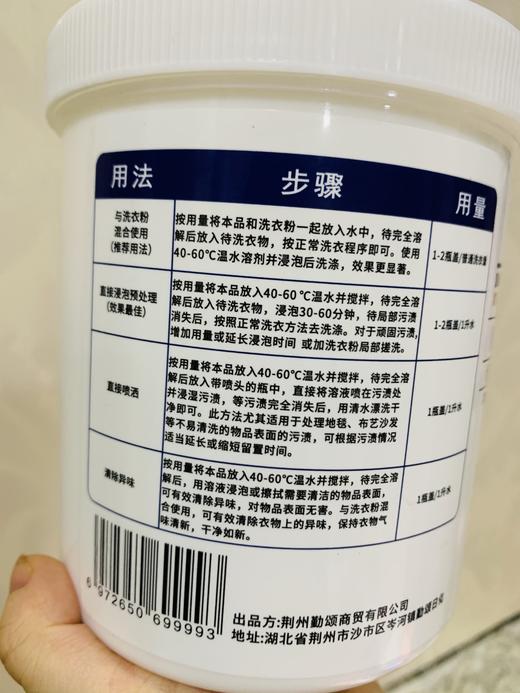 用法 步骤 用量
与洗衣粉
混合使用
(推荐用法)
按用量将本品和洗衣粉一起放入水中，待完全溶
解后放入待洗衣物，按正常洗衣程序即可。使用
40-60℃温水溶剂并浸泡后洗涤，效果更显著。
1-2瓶盖/普通洗衣量
直接浸泡预处理
(效果最佳)
按用量将本品放入40-60℃温水并搅拌，待完全溶
解后放入待洗衣物，浸泡30-60分钟，待局部污渍
消失后，按照正常洗衣方法去洗涤。对于顽固污渍，
增加用量或延长浸泡时间 或加洗衣粉局部搓洗。
1-2瓶盖/1升水
直接喷洒
按用量将本品放入40-60℃温水并搅拌，待完全溶
解后放入带喷头的瓶中，直接将溶液喷在污渍处
并浸湿污渍，等污渍完全消失后，用清水漂洗干
净即可。此方法尤其适用于处理地毯、布艺沙发
等不易清洗的物品表面的污渍，可根据污渍情况
适当延长或缩短留置时间。
1瓶盖/1升水
清除异味
按用量将本品放入40-60℃温水并搅拌，待完全溶
解后，用溶液浸泡或擦拭需要清洁的物品表面，
可有效清除异味，对物品表面无害。与洗衣粉混
合使用，可有效清除衣物上的异味，保持衣物气
味清新，干净如新。
1瓶盖/1升水
6 972650 699993
出品方:荆州勤颂商贸有限公司
地址:湖北省荆州市沙市区岑河镇勤颂日化